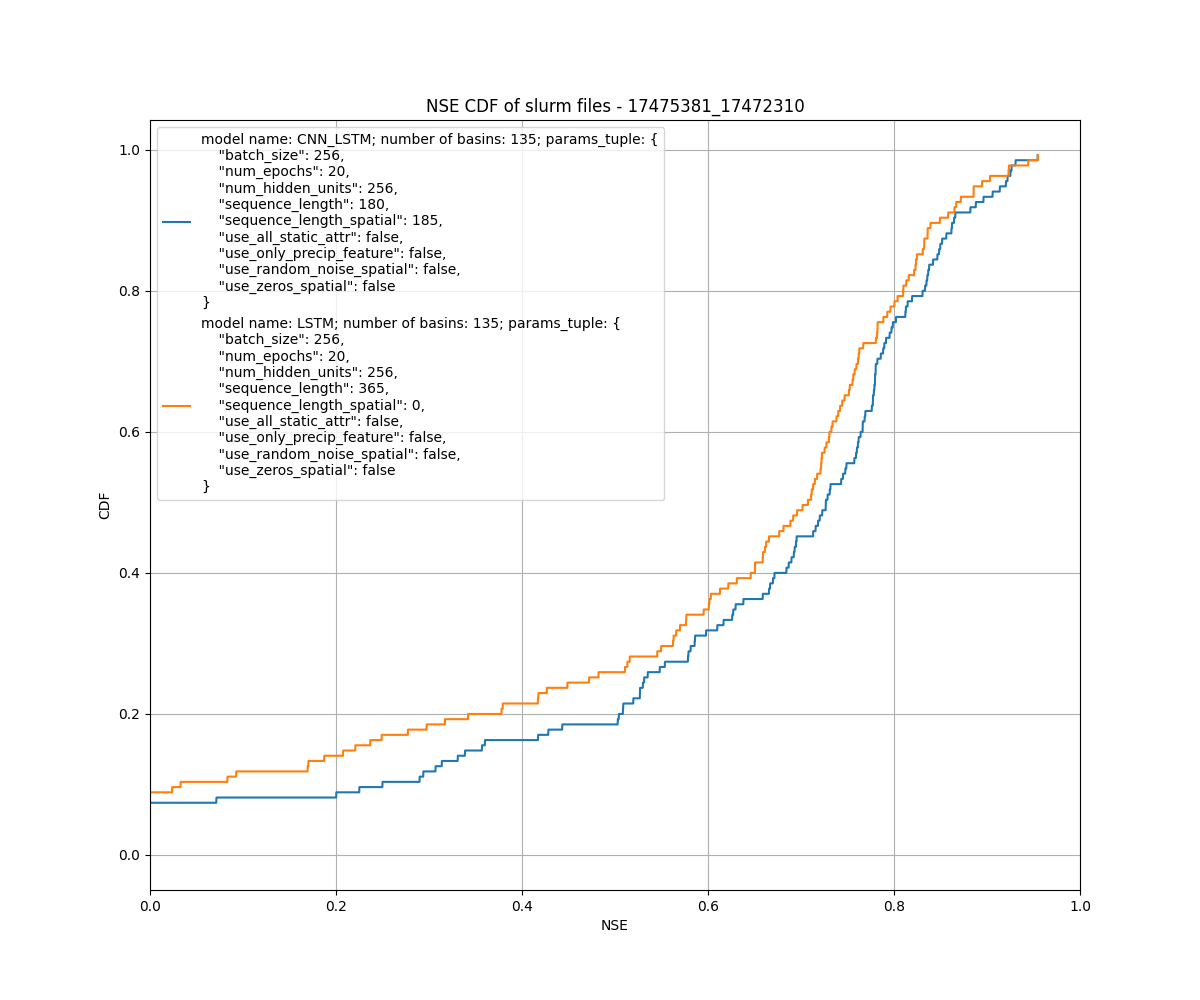 NSE CDF of slurm files - 17475381_17472310
model name: CNN_LSTM; number of basins: 135; params_tuple: {
"batch_size": 256,
"num_epochs": 20,
"num_hidden_units": 256,
"sequence_length": 180,
"sequence_length_spatial": 185,
"use_all_static_attr": false,
"use_only_precip_feature": false,
"use_random_noise_spatial": false,
"use_zeros_spatial": false
}
model name: LSTM; number of basins: 135; params_tuple: {
"batch_size": 256,
"num_epochs": 20,
"num_hidden_units": 256,
"sequence_length": 365,
"sequence_length_spatial": 0,
"use_all_static_attr": false,
"use_only_precip_feature": false,
"use_random_noise_spatial": false,
"use_zeros_spatial": false
}
1.0
0.8
0.6
0.4
0.2
0.0
CDF
0.0 0.2 0.4 0.6 0.8 1.0
NSE